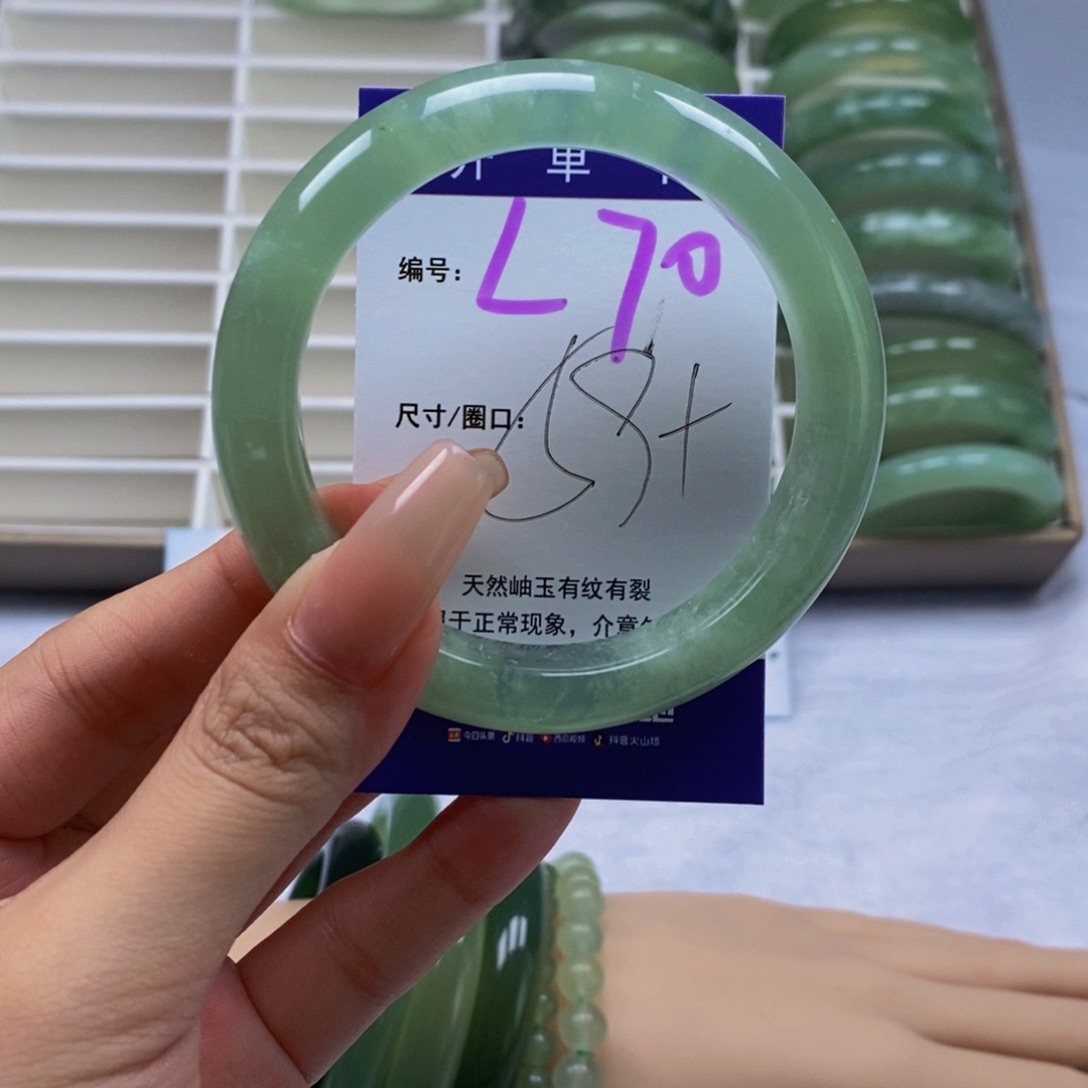 开 单 卡
编号: L70
尺寸/圈口: 58+
天然岫玉有纹有裂
属于正常现象，介意勿
今日头条 抖音 西瓜视频 抖音火山版